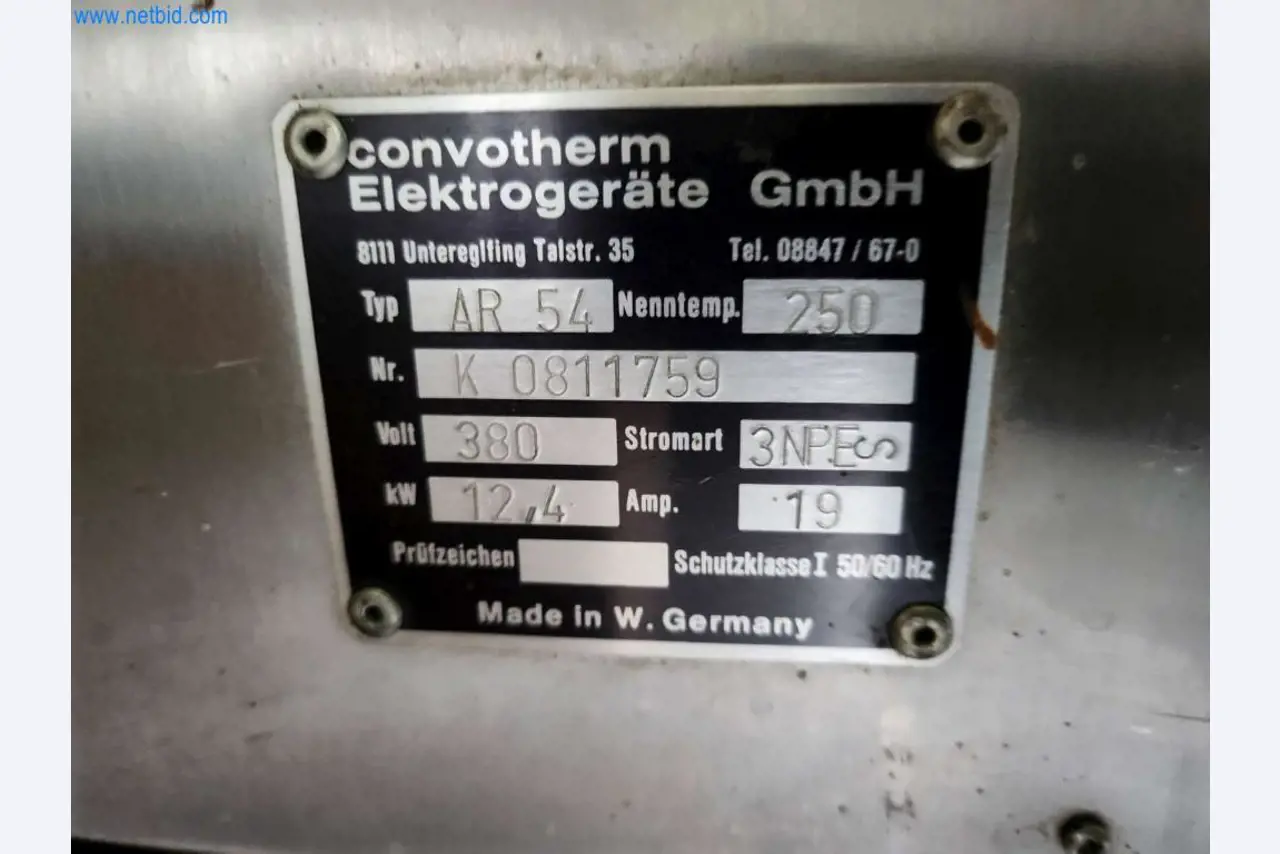 www.netbid.com
convotherm
Elektrogeräte GmbH
8111 Untereglfing Talstr. 35 Tel. 08847 / 67-0
Typ AR 54 Nenntemp. 250
Nr. K 0811759
Volt 380 Stromart 3NPE∽
kW 12,4 Amp. 19
Prüfzeichen Schutzklasse I 50/60 Hz
Made in W. Germany